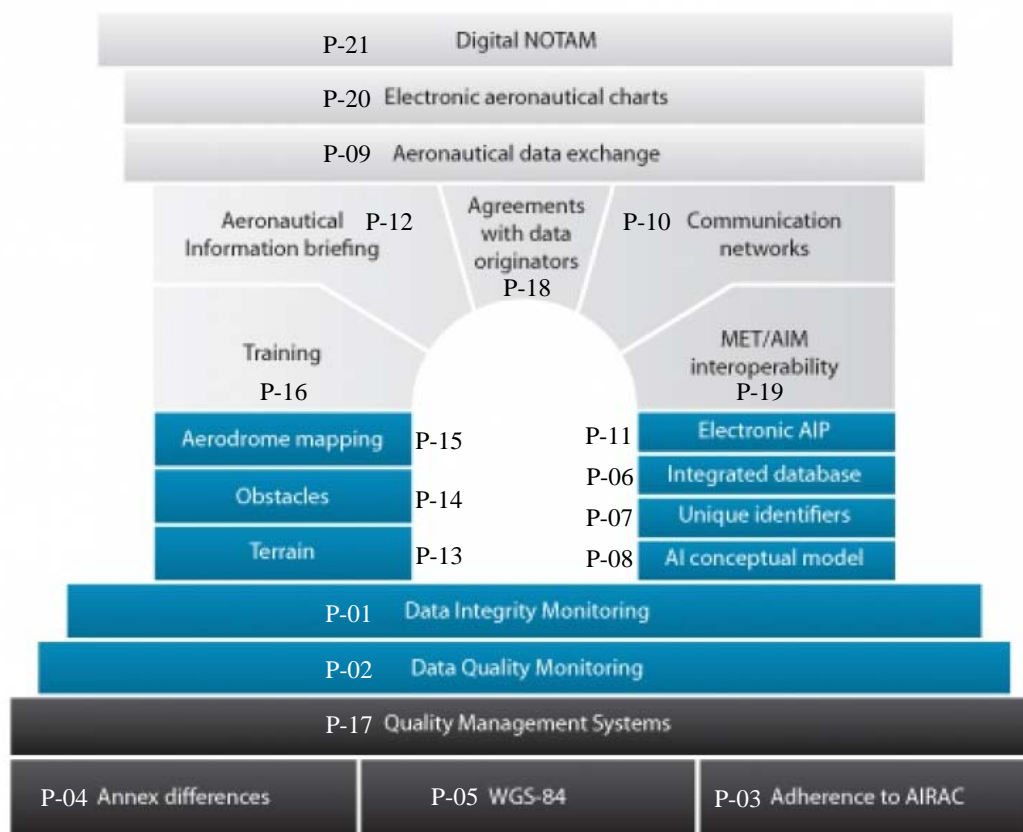 P-21 Digital NOTAM
P-20 Electronic aeronautical charts
P-09 Aeronautical data exchange
Aeronautical P-12
Information briefing
Agreements
with data
originators
P-18
P-10 Communication
networks
Training
P-16
MET/AIM
interoperability
P-19
Aerodrome mapping P-15
Obstacles P-14
Terrain P-13
P-11 Electronic AIP
P-06 Integrated database
P-07 Unique identifiers
P-08 AI conceptual model
P-01 Data Integrity Monitoring
P-02 Data Quality Monitoring
P-17 Quality Management Systems
P-04 Annex differences
P-05 WGS-84
P-03 Adherence to AIRAC